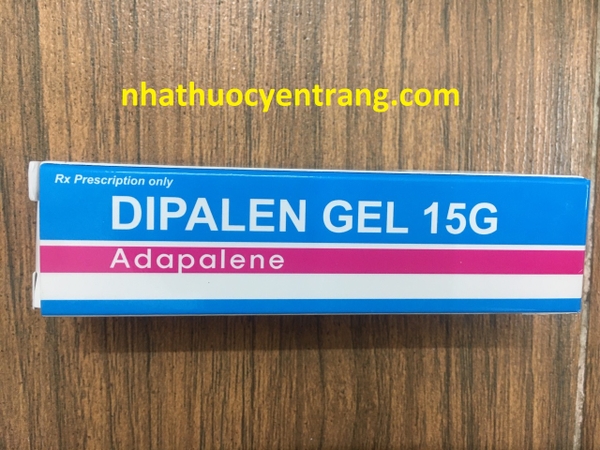 nhathuocyentrang.com
Rx Prescription only
DIPALEN GEL 15G
Adapalene